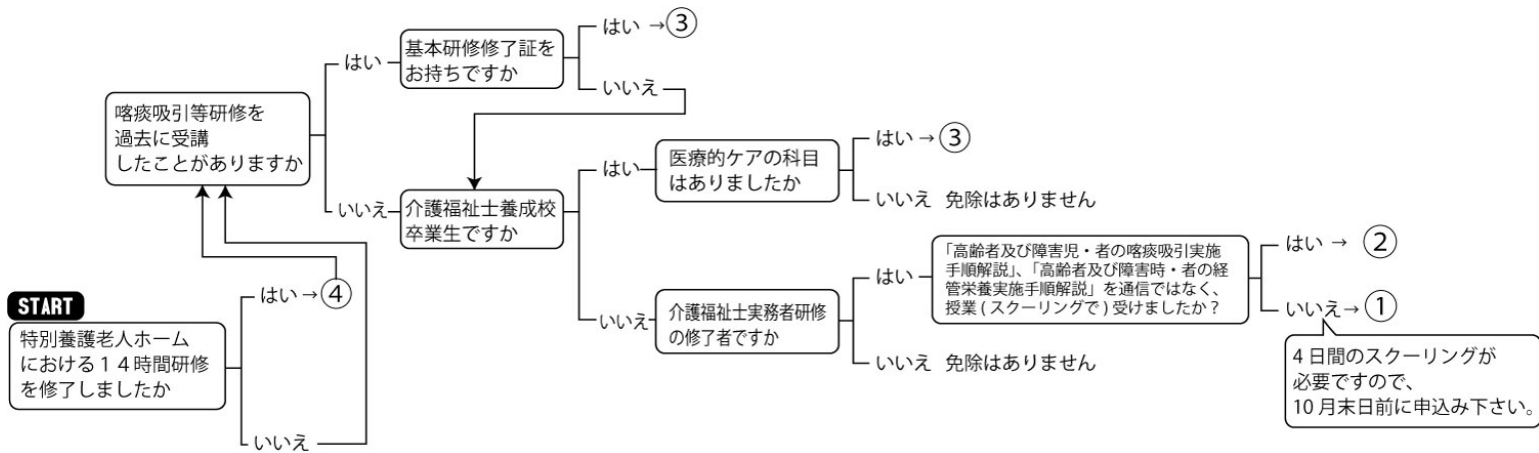 START
特別養護老人ホーム
における１４時間研修
を修了しましたか
はい→④
いいえ
喀痰吸引等研修を
過去に受講
したことがありますか
はい
基本研修修了証を
お持ちですか
はい→③
いいえ
いいえ
介護福祉士養成校
卒業生ですか
はい
医療的ケアの科目
はありましたか
はい→③
いいえ 免除はありません
いいえ
介護福祉士実務者研修
の修了者ですか
はい
「高齢者及び障害児・者の喀痰吸引実施
手順解説」、「高齢者及び障害時・者の経
管栄養実施手順解説」を通信ではなく、
授業(スクーリングで)受けましたか？
はい→ ②
いいえ→①
4日間のスクーリングが
必要ですので、
10月末日前に申込み下さい。
いいえ 免除はありません